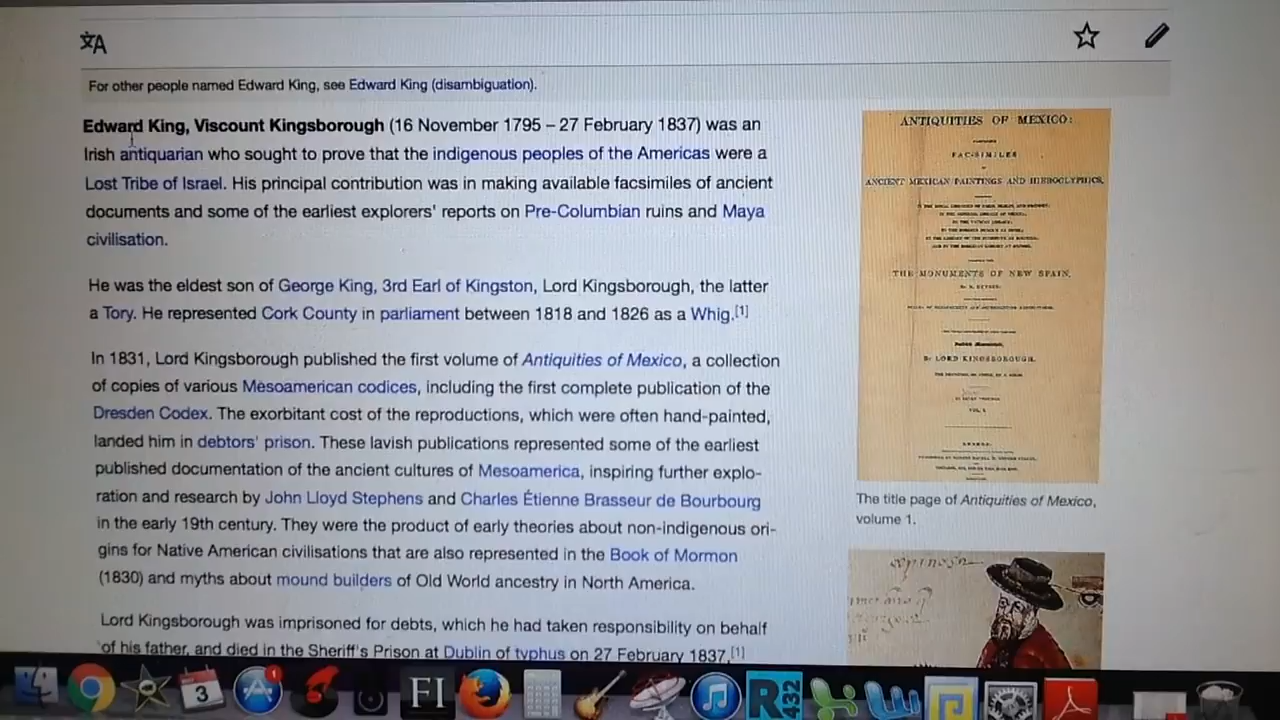 For other people named Edward King, see Edward King (disambiguation).
Edward King, Viscount Kingsborough (16 November 1795 – 27 February 1837) was an
Irish antiquarian who sought to prove that the indigenous peoples of the Americas were a
Lost Tribe of Israel. His principal contribution was in making available facsimiles of ancient
documents and some of the earliest explorers' reports on Pre-Columbian ruins and Maya
civilisation.
He was the eldest son of George King, 3rd Earl of Kingston, Lord Kingsborough, the latter
a Tory. He represented Cork County in parliament between 1818 and 1826 as a Whig.[1]
In 1831, Lord Kingsborough published the first volume of Antiquities of Mexico, a collection
of copies of various Mesoamerican codices, including the first complete publication of the
Dresden Codex. The exorbitant cost of the reproductions, which were often hand-painted,
landed him in debtors' prison. These lavish publications represented some of the earliest
published documentation of the ancient cultures of Mesoamerica, inspiring further explo-
ration and research by John Lloyd Stephens and Charles Étienne Brasseur de Bourbourg
in the early 19th century. They were the product of early theories about non-indigenous ori-
gins for Native American civilisations that are also represented in the Book of Mormon
(1830) and myths about mound builders of Old World ancestry in North America.
Lord Kingsborough was imprisoned for debts, which he had taken responsibility on behalf
of his father, and died in the Sheriff's Prison at Dublin of typhus on 27 February 1837.[1]
ANTIQUITIES OF MEXICO:
FAC-SIMILES
ANCIENT MEXICAN PAINTINGS AND HIEROGLYPHICS,
THE MONUMENTS OF NEW SPAIN,
BY LORD KINGSBOROUGH.
VOL. I.
The title page of Antiquities of Mexico,
volume 1.
3
1
FI
R
432